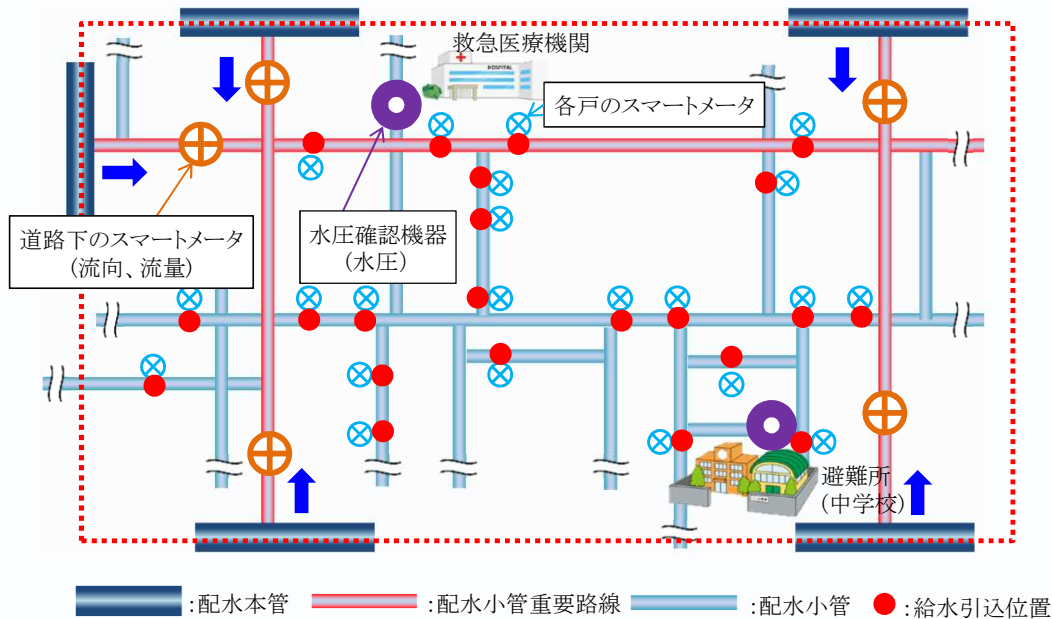 救急医療機関
HOSPITAL
各戸のスマートメータ
道路下のスマートメータ
(流向、流量)
水圧確認機器
(水圧)
避難所
(中学校)
:配水本管
:配水小管重要路線
:配水小管
:給水引込位置